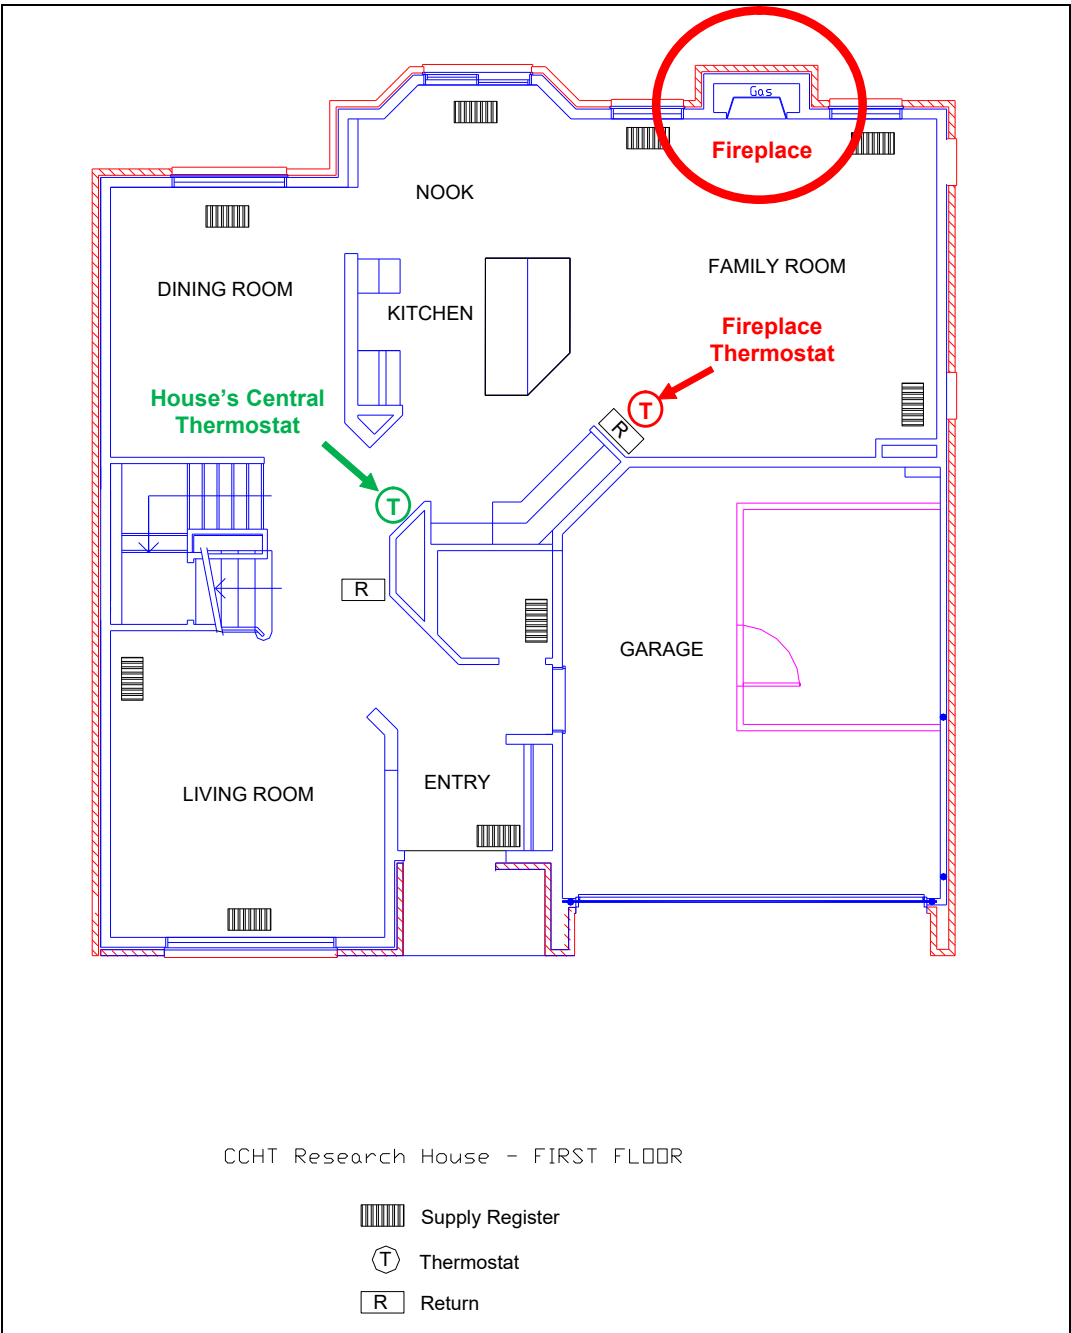 Gas
Fireplace
NOOK
FAMILY ROOM
DINING ROOM
KITCHEN
Fireplace
Thermostat
House's Central
Thermostat
T
R
T
R
GARAGE
ENTRY
LIVING ROOM
CCHT Research House - FIRST FLOOR
Supply Register
T Thermostat
R Return